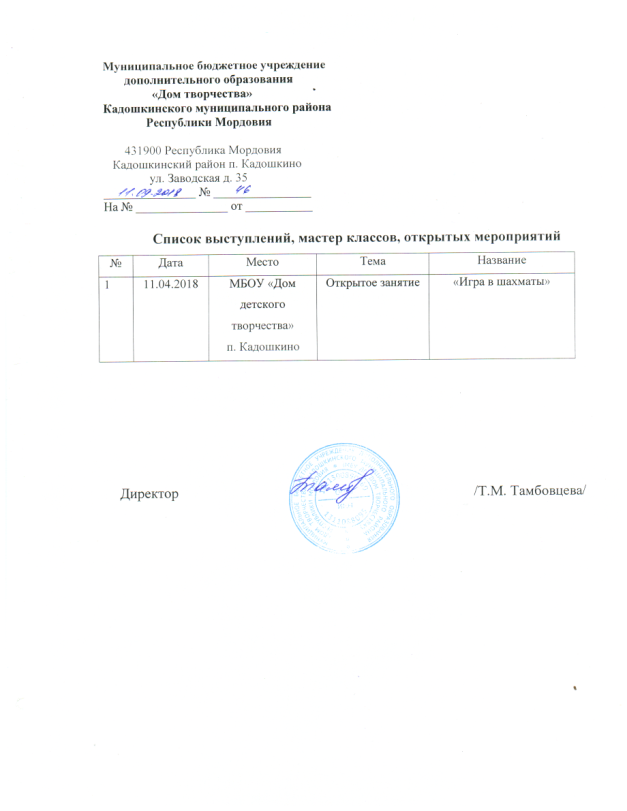 Муниципальное бюджетное учреждение
дополнительного образования
«Дом творчества»
Кадошкинского муниципального района
Республики Мордовия
431900 Республика Мордовия
Кадошкинский район п. Кадошкино
ул. Заводская д. 35
11.09.2018 № 46
На № ________________ от ____________
Список выступлений, мастер классов, открытых мероприятий
№ Дата Место Тема Название
1 11.04.2018 МБОУ «Дом Открытое занятие «Игра в шахматы»
детского
творчества»
п. Кадошкино
Директор /Т.М. Тамбовцева/